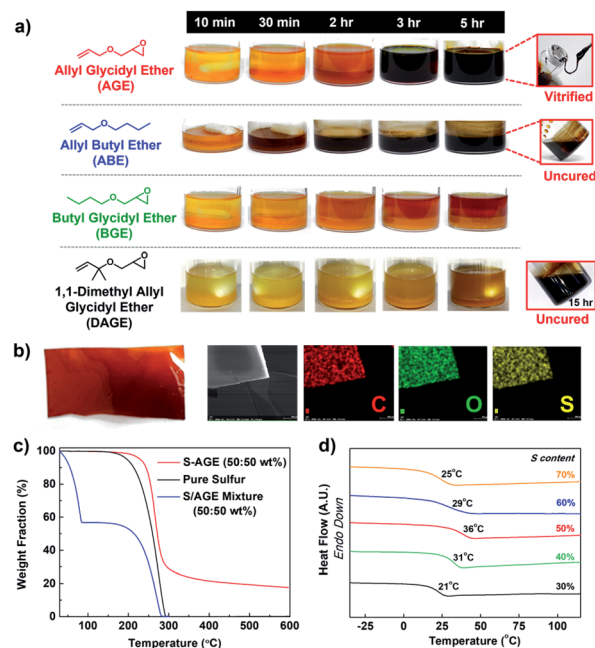 a)
10 min 30 min 2 hr 3 hr 5 hr
O O
Allyl Glycidyl Ether
(AGE)
Vitrified
O
Allyl Butyl Ether
(ABE)
Uncured
O O
Butyl Glycidyl Ether
(BGE)
O O
1,1-Dimethyl Allyl
Glycidyl Ether
(DAGE)
15 hr
Uncured
b)
C O S
c)
100
80
60
40
20
0
Weight Fraction (%)
S-AGE (50:50 wt%)
Pure Sulfur
S/AGE Mixture
(50:50 wt%)
100 200 300 400 500 600
Temperature (°C)
d)
Heat Flow (A.U.)
Endo Down
S content
25°C 70%
29°C 60%
36°C 50%
31°C 40%
21°C 30%
-25 0 25 50 75 100
Temperature (°C)